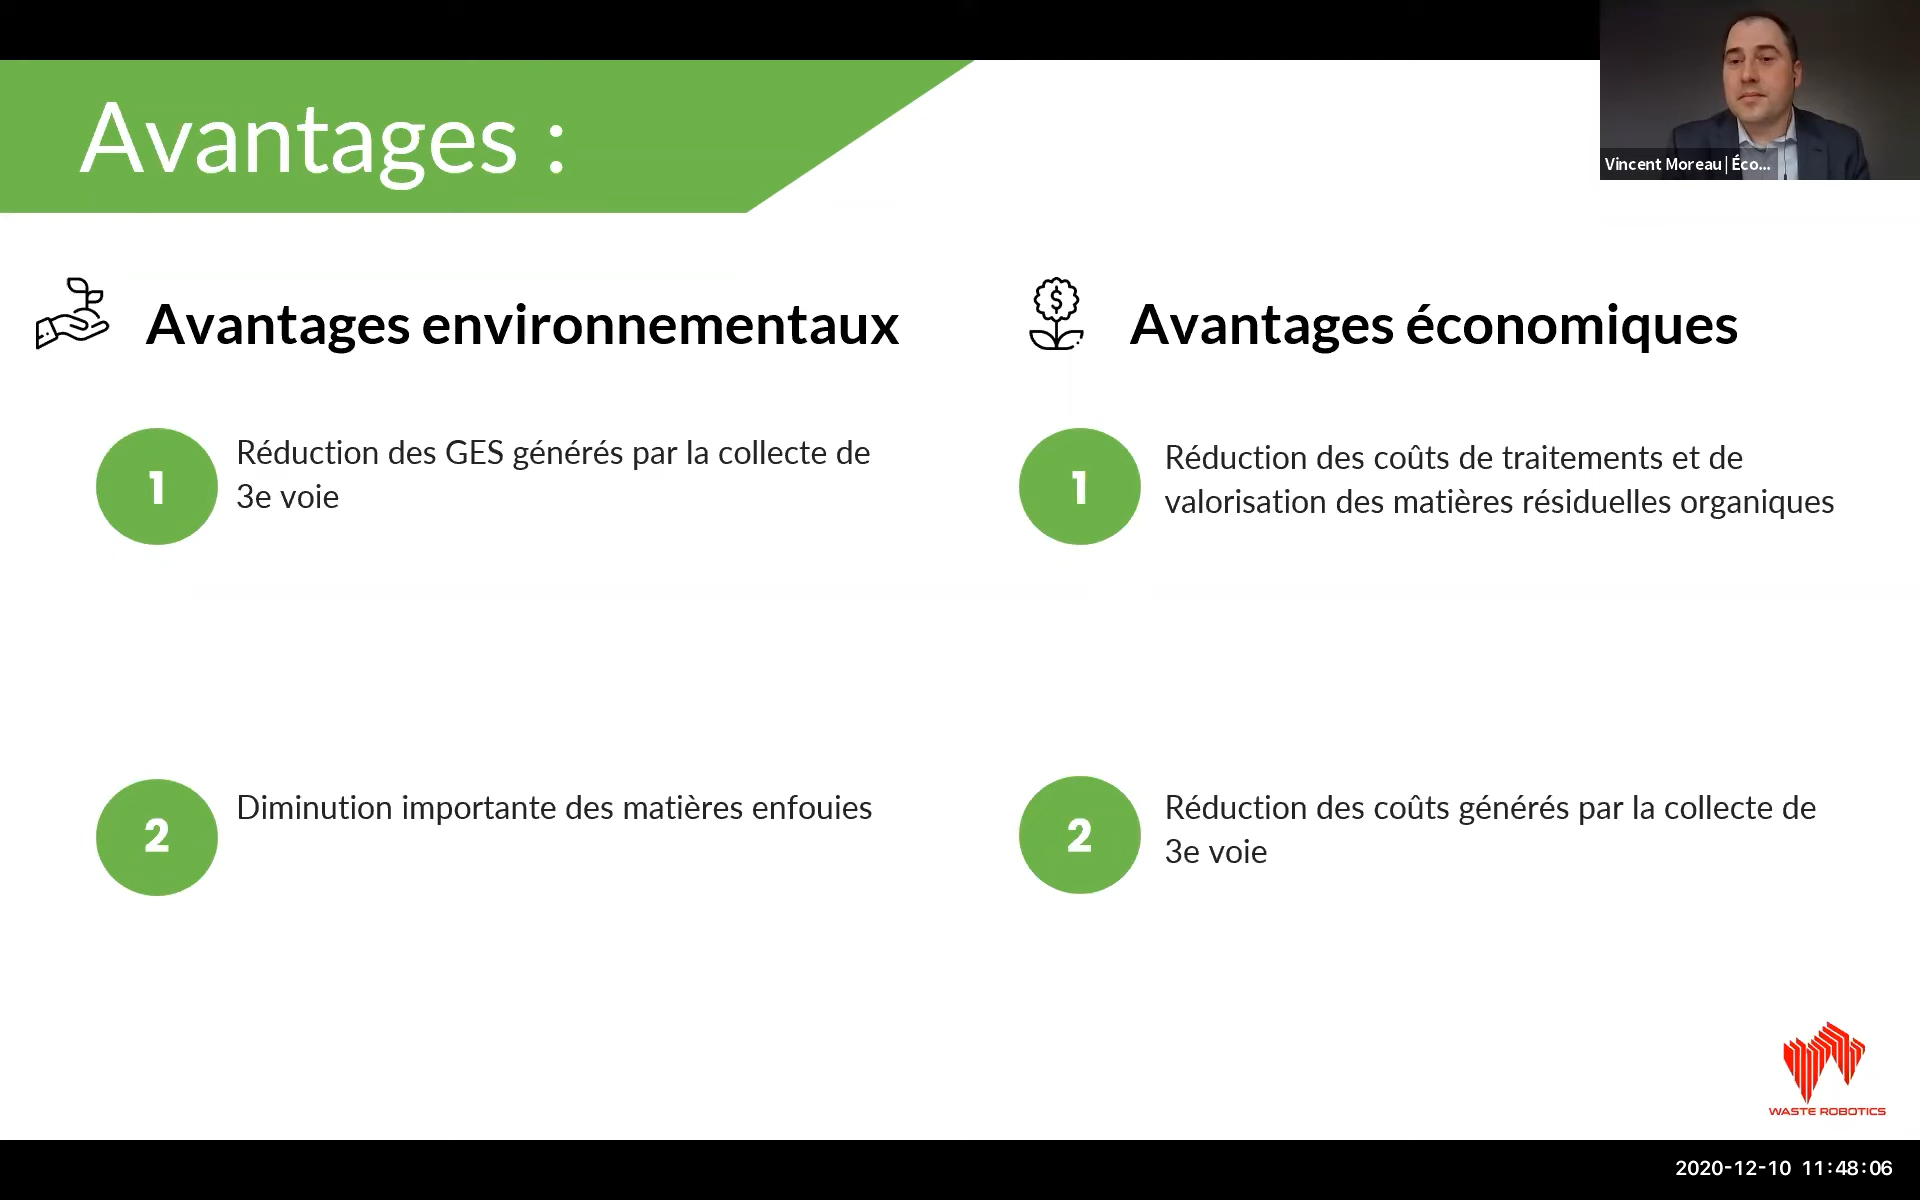 Avantages :
Vincent Moreau | Éco...
Avantages environnementaux
1
Réduction des GES générés par la collecte de
3e voie
2
Diminution importante des matières enfouies
$
Avantages économiques
1
Réduction des coûts de traitements et de
valorisation des matières résiduelles organiques
2
Réduction des coûts générés par la collecte de
3e voie
WASTE ROBOTICS
2020-12-10 11:48:06